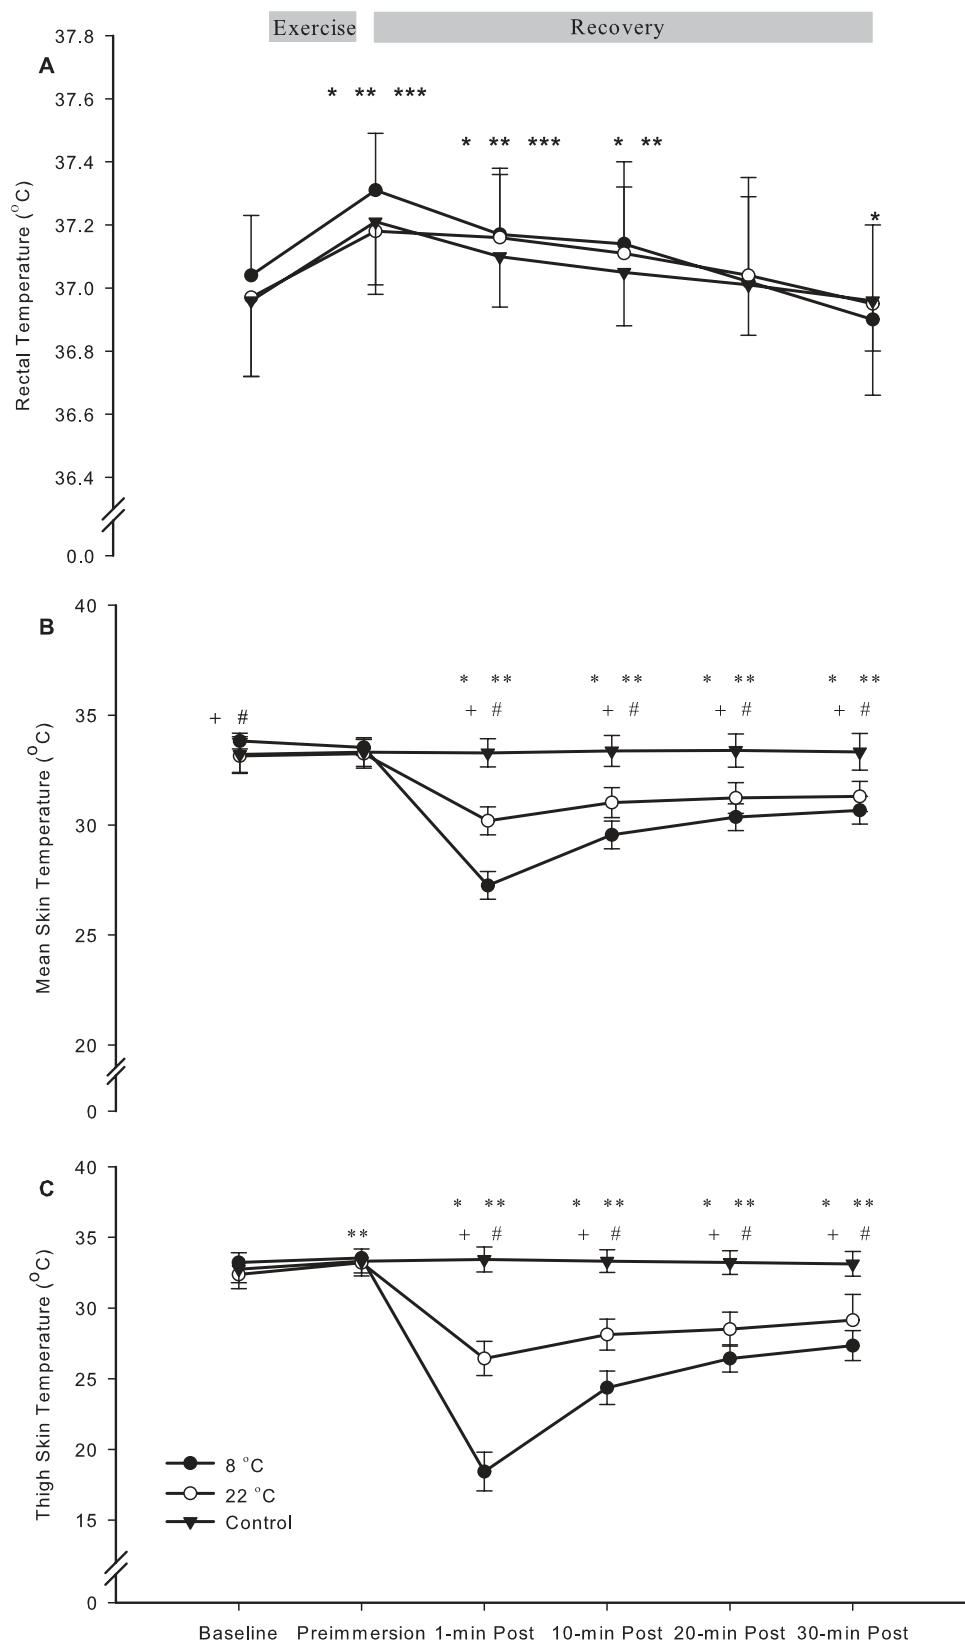 Exercise Recovery
37.8
A
37.6
* ** ***
* ** *** * **
37.4
37.2
*
37.0
36.8
36.6
36.4
0.0
Rectal Temperature (°C)
40
B
* ** * ** * ** * **
+ # + # + # + #
35
+ #
30
25
20
0
Mean Skin Temperature (°C)
40
C
* ** * ** * ** * **
** + # + # + # + #
35
30
25
20
15
0
Thigh Skin Temperature (°C)
8 °C
22 °C
Control
Baseline Preimmersion 1-min Post 10-min Post 20-min Post 30-min Post